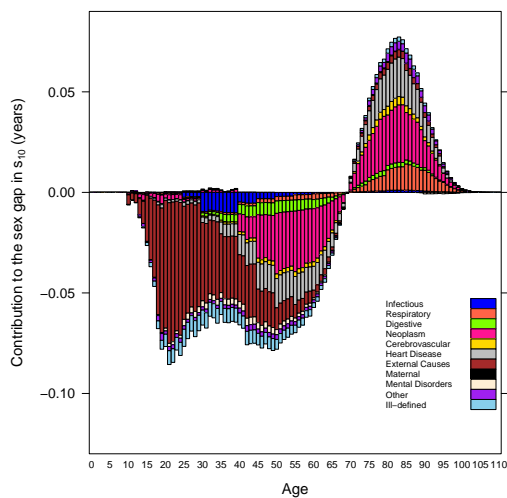 Contribution to the sex gap in s₁₀ (years)
0.05
0.00
−0.05
−0.10
Infectious
Respiratory
Digestive
Neoplasm
Cerebrovascular
Heart Disease
External Causes
Maternal
Mental Disorders
Other
Ill−defined
0 5 10 15 20 25 30 35 40 45 50 55 60 65 70 75 80 85 90 95 100 105 110
Age